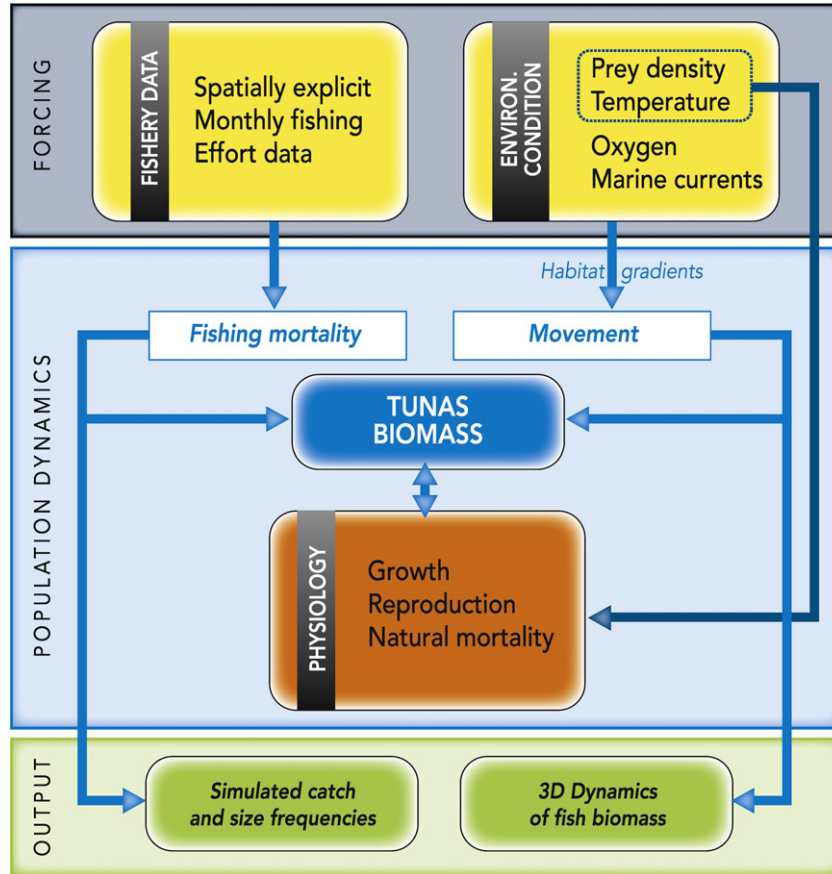 FORCING
FISHERY DATA
Spatially explicit
Monthly fishing
Effort data
ENVIRON.
CONDITION
Prey density
Temperature
Oxygen
Marine currents
POPULATION DYNAMICS
Habitat gradients
Fishing mortality
Movement
TUNAS
BIOMASS
PHYSIOLOGY
Growth
Reproduction
Natural mortality
OUTPUT
Simulated catch
and size frequencies
3D Dynamics
of fish biomass